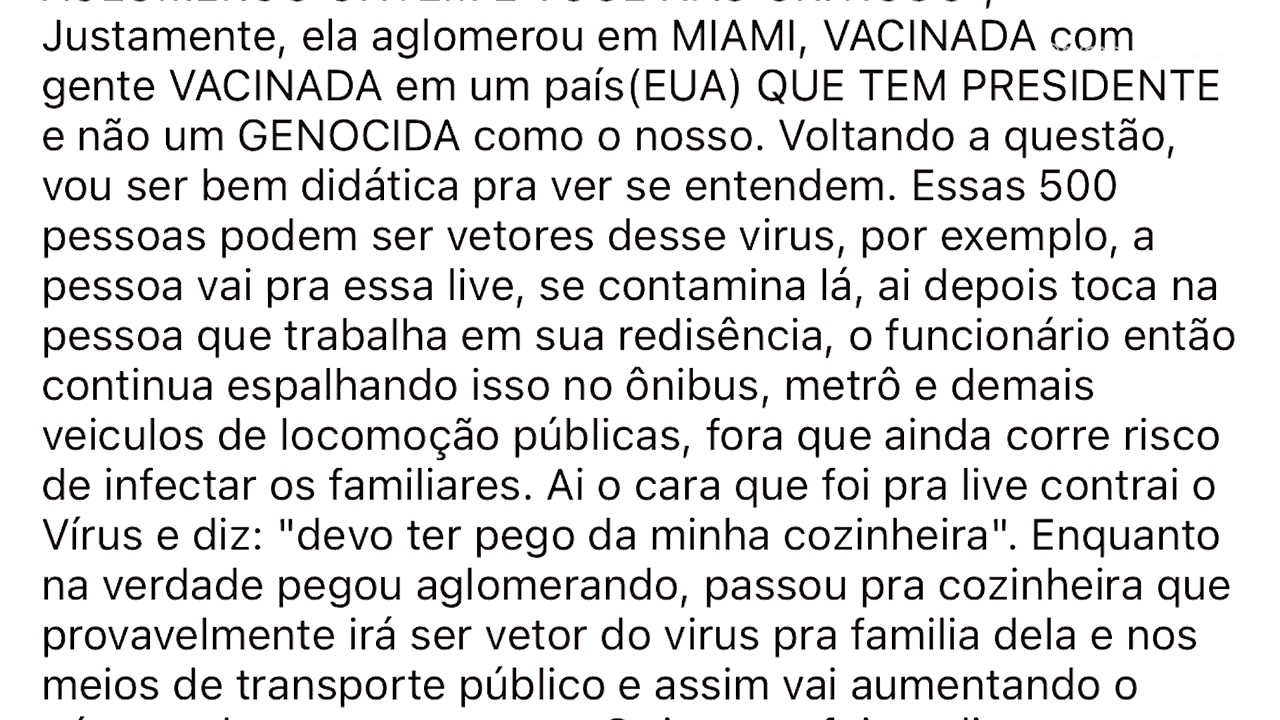 Justamente, ela aglomerou em MIAMI, VACINADA com
gente VACINADA em um país(EUA) QUE TEM PRESIDENTE
e não um GENOCIDA como o nosso. Voltando a questão,
vou ser bem didática pra ver se entendem. Essas 500
pessoas podem ser vetores desse virus, por exemplo, a
pessoa vai pra essa live, se contamina lá, ai depois toca na
pessoa que trabalha em sua redisência, o funcionário então
continua espalhando isso no ônibus, metrô e demais
veiculos de locomoção públicas, fora que ainda corre risco
de infectar os familiares. Ai o cara que foi pra live contrai o
Vírus e diz: "devo ter pego da minha cozinheira". Enquanto
na verdade pegou aglomerando, passou pra cozinheira que
provavelmente irá ser vetor do virus pra familia dela e nos
meios de transporte público e assim vai aumentando o